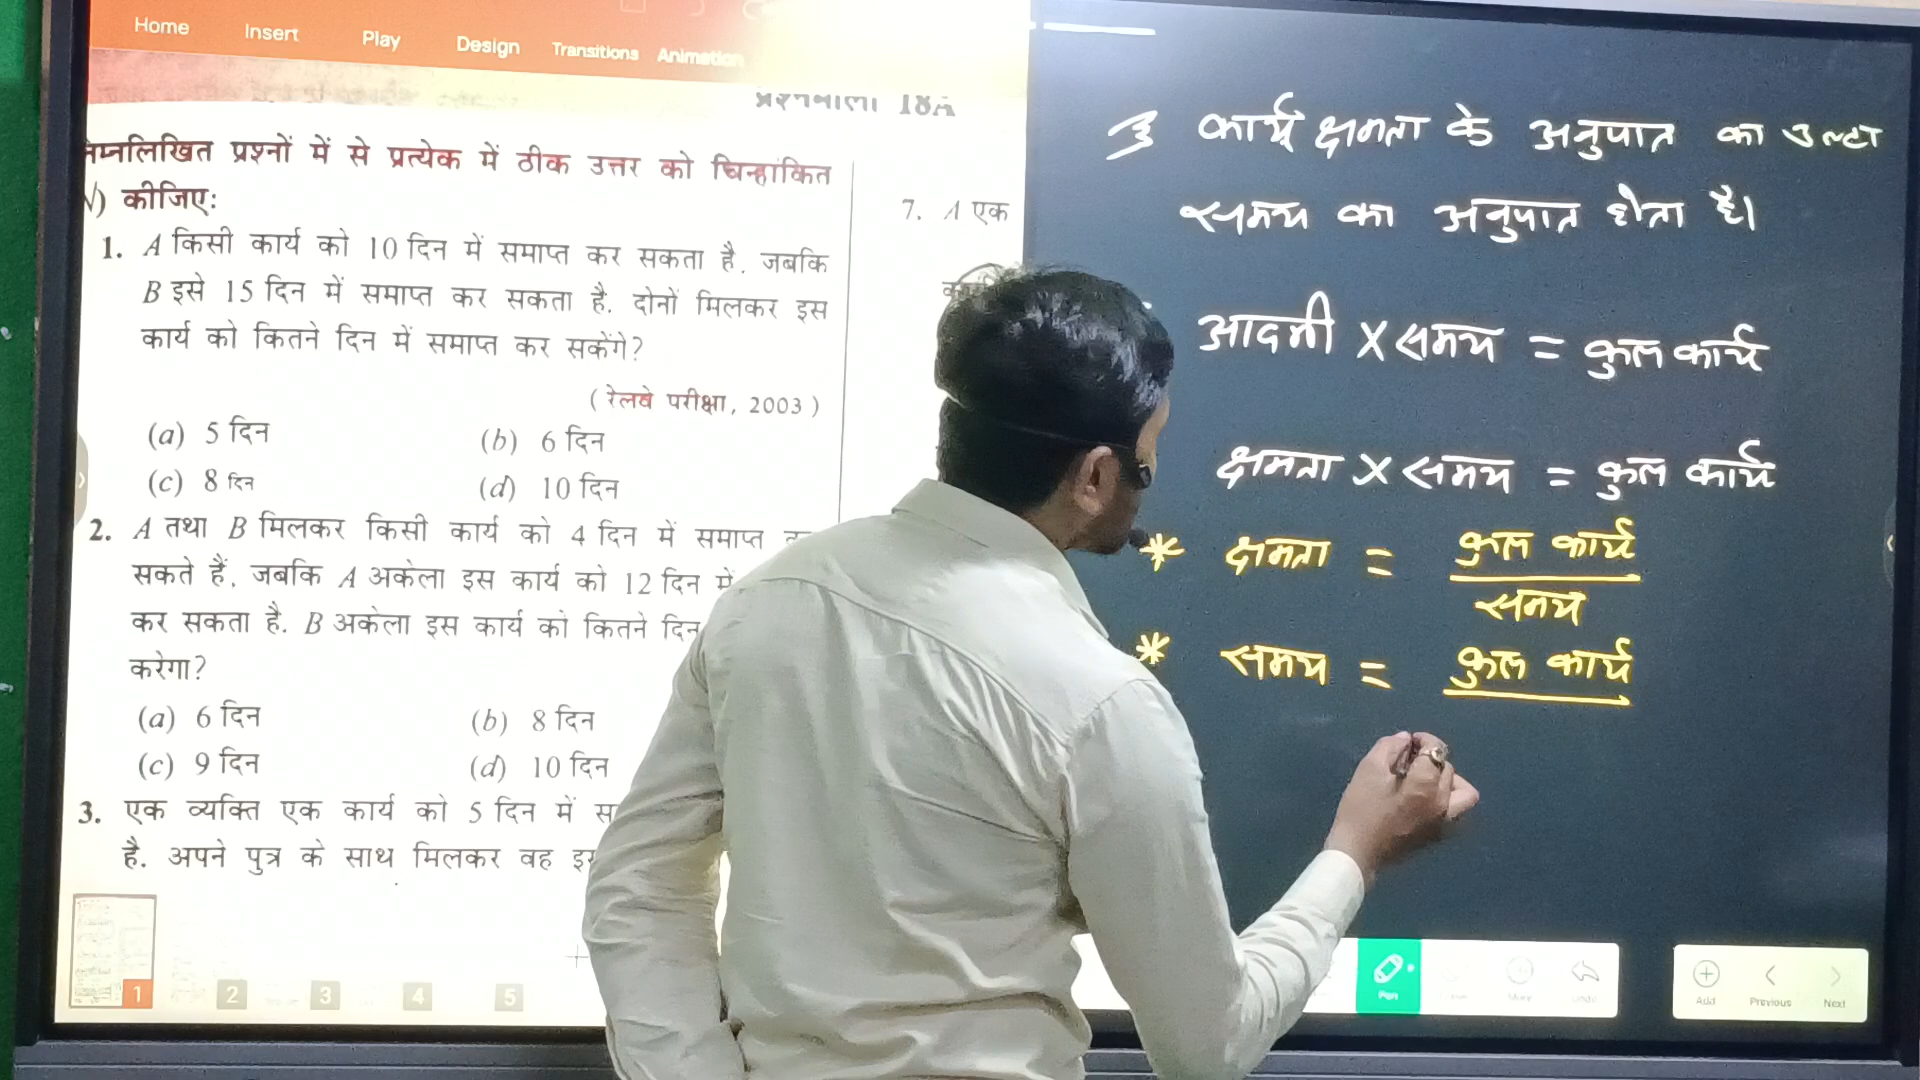 Home Insert Play Design Transitions Animation
प्रश्नमाला 18A
निम्नलिखित प्रश्नों में से प्रत्येक में ठीक उत्तर को चिन्हांकित
(√) कीजिए:
1. A किसी कार्य को 10 दिन में समाप्त कर सकता है. जबकि
B इसे 15 दिन में समाप्त कर सकता है. दोनों मिलकर इस
कार्य को कितने दिन में समाप्त कर सकेंगे?
(रेलवे परीक्षा, 2003)
(a) 5 दिन (b) 6 दिन
(c) 8 दिन (d) 10 दिन
2. A तथा B मिलकर किसी कार्य को 4 दिन में समाप्त
सकते हैं. जबकि A अकेला इस कार्य को 12 दिन में
कर सकता है. B अकेला इस कार्य को कितने दिन
करेगा?
(a) 6 दिन (b) 8 दिन
(c) 9 दिन (d) 10 दिन
3. एक व्यक्ति एक कार्य को 5 दिन में स
है. अपने पुत्र के साथ मिलकर वह इस
7. A एक
1 2 3 4 5
कार्य क्षमता के अनुपात का उल्टा
समय का अनुपात होता है।
आदमी × समय = कुल कार्य
क्षमता × समय = कुल कार्य
* क्षमता = कुल कार्य
समय
* समय = कुल कार्य
Pen More Undo Add Previous Next